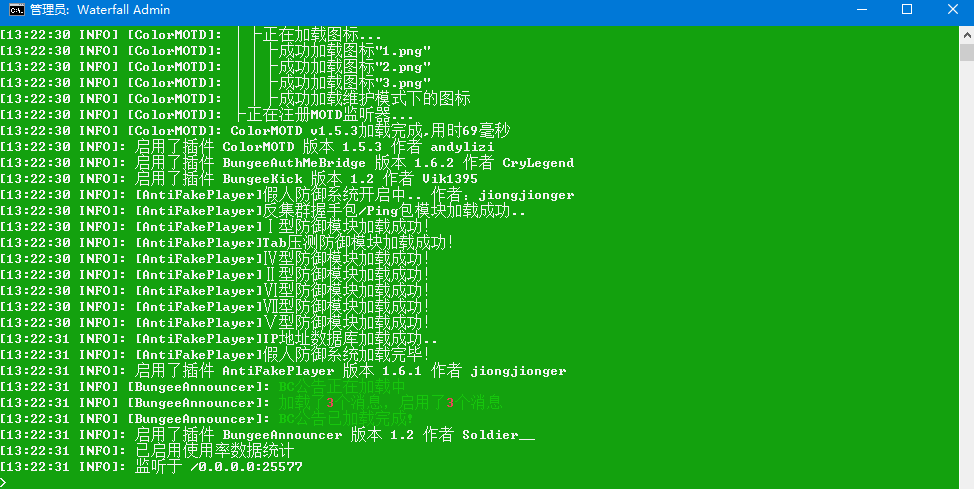 管理员: Waterfall Admin
[13:22:30 INFO] [ColorMOTD]: │ ├正在加载图标...
[13:22:30 INFO] [ColorMOTD]: │ │ ├成功加载图标"1.png"
[13:22:30 INFO] [ColorMOTD]: │ │ ├成功加载图标"2.png"
[13:22:30 INFO] [ColorMOTD]: │ │ ├成功加载图标"3.png"
[13:22:30 INFO] [ColorMOTD]: │ │ ├成功加载维护模式下的图标
[13:22:30 INFO] [ColorMOTD]: ├正在注册MOTD监听器...
[13:22:30 INFO] [ColorMOTD]: ColorMOTD v1.5.3加载完成,用时69毫秒
[13:22:30 INFO]: 启用了插件 ColorMOTD 版本 1.5.3 作者 andylizi
[13:22:30 INFO]: 启用了插件 BungeeAuthMeBridge 版本 1.6.2 作者 CryLegend
[13:22:30 INFO]: 启用了插件 BungeeKick 版本 1.2 作者 Vik1395
[13:22:30 INFO]: [AntiFakePlayer]假人防御系统开启中.. 作者: jiongjionger
[13:22:30 INFO]: [AntiFakePlayer]反集群握手包/Ping包模块加载成功..
[13:22:30 INFO]: [AntiFakePlayer]Ⅰ型防御模块加载成功!
[13:22:30 INFO]: [AntiFakePlayer]Tab压测防御模块加载成功!
[13:22:30 INFO]: [AntiFakePlayer]Ⅳ型防御模块加载成功!
[13:22:30 INFO]: [AntiFakePlayer]Ⅱ型防御模块加载成功!
[13:22:30 INFO]: [AntiFakePlayer]Ⅵ型防御模块加载成功!
[13:22:30 INFO]: [AntiFakePlayer]Ⅶ型防御模块加载成功!
[13:22:30 INFO]: [AntiFakePlayer]Ⅴ型防御模块加载成功!
[13:22:31 INFO]: [AntiFakePlayer]IP地址数据库加载成功..
[13:22:31 INFO]: [AntiFakePlayer]假人防御系统加载完毕!
[13:22:31 INFO]: 启用了插件 AntiFakePlayer 版本 1.6.1 作者 jiongjionger
[13:22:31 INFO] [BungeeAnnouncer]: BC公告正在加载中
[13:22:31 INFO] [BungeeAnnouncer]: 加载了3个消息, 启用了3个消息
[13:22:31 INFO] [BungeeAnnouncer]: BC公告已加载完成!
[13:22:31 INFO]: 启用了插件 BungeeAnnouncer 版本 1.2 作者 Soldier__
[13:22:31 INFO]: 已启用使用率数据统计
[13:22:31 INFO]: 监听于 /0.0.0.0:25577
>